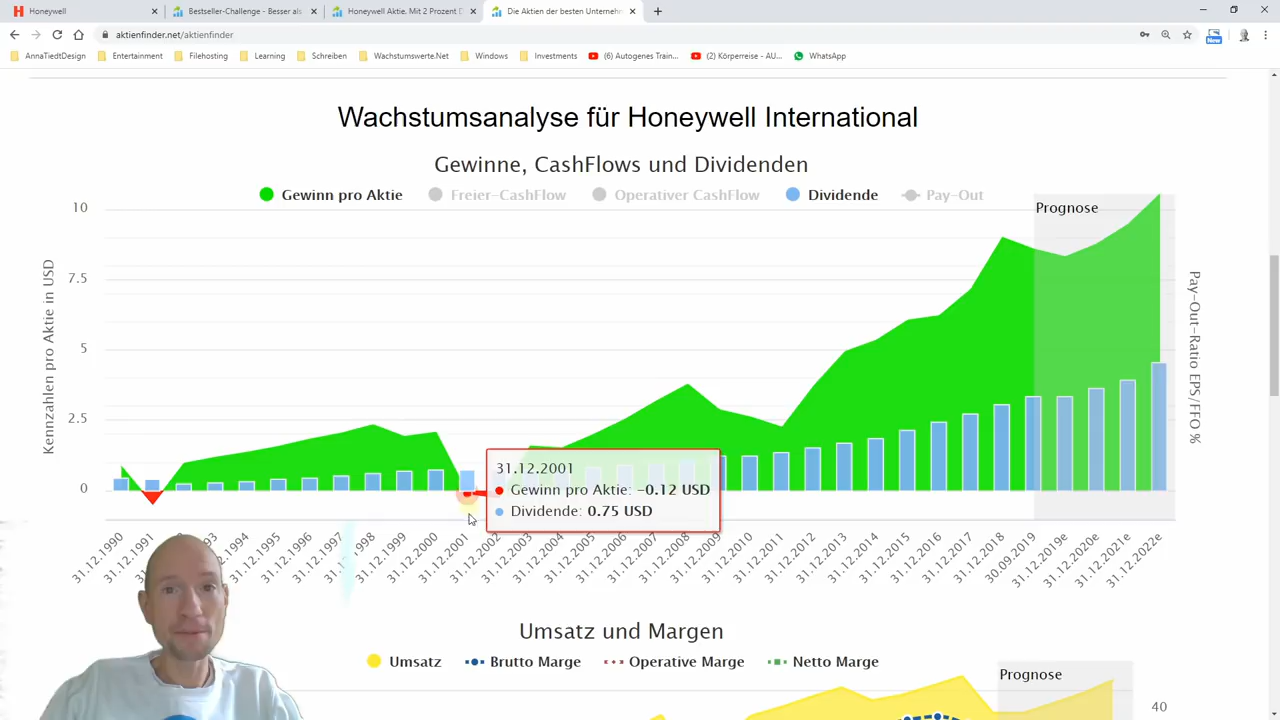 Honeywell
Bestseller-Challenge - Besser als
Honeywell Aktie. Mit 2 Prozent D
Die Aktien der besten Unterneh
aktienfinder.net/aktienfinder
New
AnnaTiedtDesign
Entertainment
Filehosting
Learning
Schreiben
Wachstumswerte.Net
Windows
Investments
(6) Autogenes Train...
(2) Körperreise - AU...
WhatsApp
Wachstumsanalyse für Honeywell International
Gewinne, CashFlows und Dividenden
Gewinn pro Aktie
Freier-CashFlow
Operativer CashFlow
Dividende
Pay-Out
Prognose
10
7.5
5
2.5
0
Kennzahlen pro Aktie in USD
Pay-Out-Ratio EPS/FFO %
31.12.2001
Gewinn pro Aktie: -0.12 USD
Dividende: 0.75 USD
31.12.1990
31.12.1991
31.12.1994
31.12.1995
31.12.1996
31.12.1997
31.12.1999
31.12.2000
31.12.2001
31.12.2002
31.12.2003
31.12.2004
31.12.2005
31.12.2006
31.12.2007
31.12.2008
31.12.2009
31.12.2010
31.12.2011
31.12.2012
31.12.2013
31.12.2014
31.12.2015
31.12.2016
31.12.2017
31.12.2018
30.09.2019
31.12.2019e
31.12.2020e
31.12.2021e
31.12.2022e
Umsatz und Margen
Umsatz
Brutto Marge
Operative Marge
Netto Marge
Prognose
40